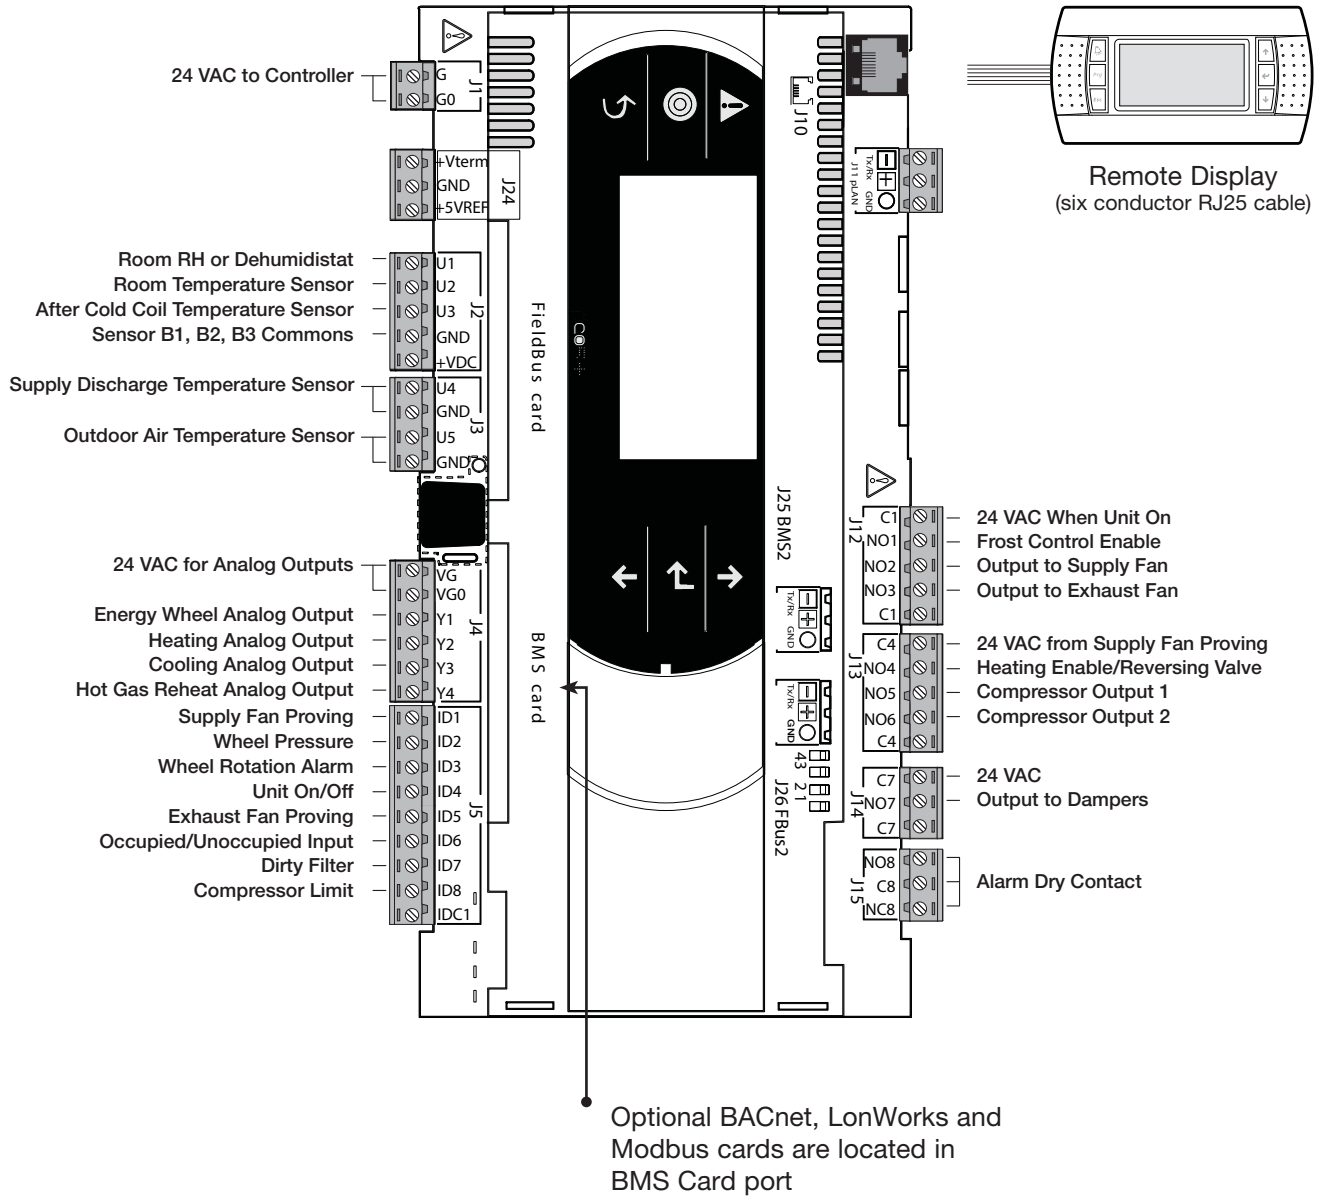 24 VAC to Controller
G
G0
J1
+Vterm
GND
+5VREF
J24
Room RH or Dehumidistat
Room Temperature Sensor
After Cold Coil Temperature Sensor
Sensor B1, B2, B3 Commons
U1
U2
U3
GND
+VDC
J2
Supply Discharge Temperature Sensor
Outdoor Air Temperature Sensor
U4
GND
U5
GND
J3
24 VAC for Analog Outputs
Energy Wheel Analog Output
Heating Analog Output
Cooling Analog Output
Hot Gas Reheat Analog Output
VG
VG0
Y1
Y2
Y3
Y4
J4
Supply Fan Proving
Wheel Pressure
Wheel Rotation Alarm
Unit On/Off
Exhaust Fan Proving
Occupied/Unoccupied Input
Dirty Filter
Compressor Limit
ID1
ID2
ID3
ID4
ID5
ID6
ID7
ID8
IDC1
J5
FieldBus card
BMS card
J10
J11 pLAN
Tx/Rx
GND
Prg
Esc
Remote Display
(six conductor RJ25 cable)
J25 BMS2
Tx/Rx
GND
Tx/Rx
GND
4 3 2 1
J26 FBus2
C1
NO1
NO2
NO3
C1
J12
24 VAC When Unit On
Frost Control Enable
Output to Supply Fan
Output to Exhaust Fan
C4
NO4
NO5
NO6
C4
J13
24 VAC from Supply Fan Proving
Heating Enable/Reversing Valve
Compressor Output 1
Compressor Output 2
C7
NO7
C7
J14
24 VAC
Output to Dampers
NO8
C8
NC8
J15
Alarm Dry Contact
Optional BACnet, LonWorks and
Modbus cards are located in
BMS Card port